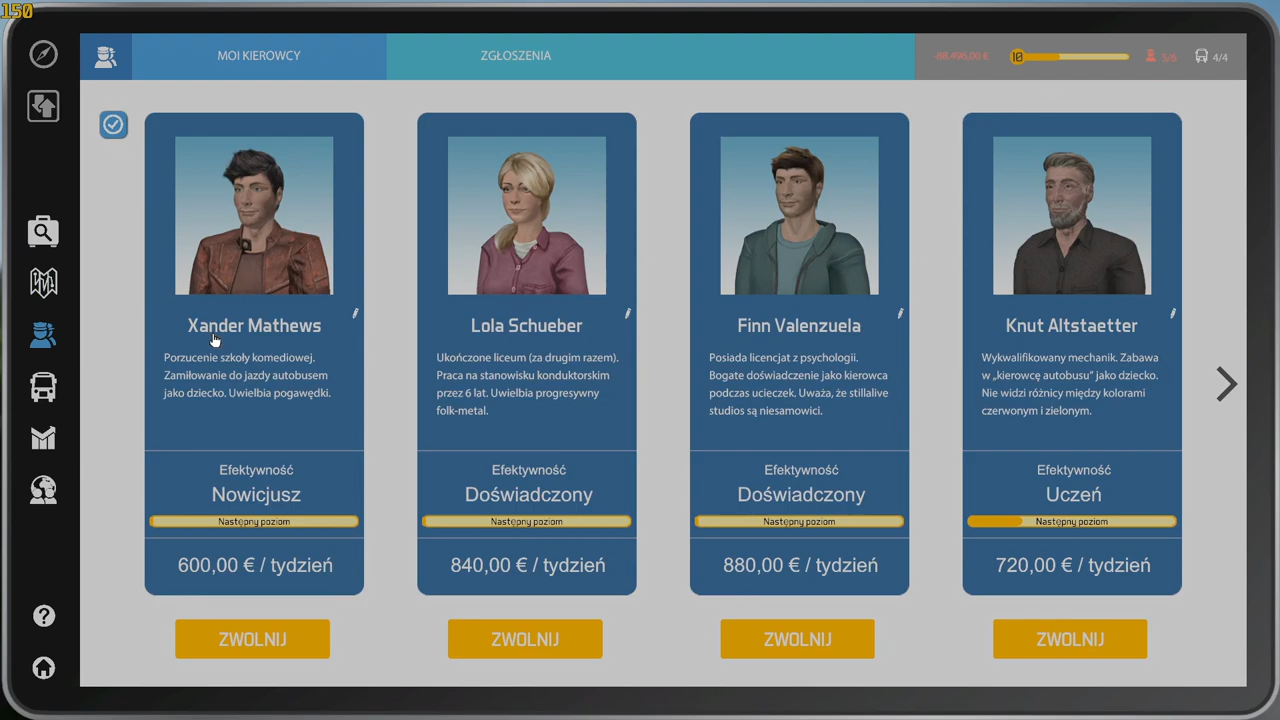 150
MOI KIEROWCY
ZGŁOSZENIA
-88.496,00 €
10
5/6
4/4
Xander Mathews
Porzucenie szkoły komediowej.
Zamiłowanie do jazdy autobusem
jako dziecko. Uwielbia pogawędki.
Efektywność
Nowicjusz
Następny poziom
600,00 € / tydzień
ZWOLNIJ
Lola Schueber
Ukończone liceum (za drugim razem).
Praca na stanowisku konduktorskim
przez 6 lat. Uwielbia progresywny
folk-metal.
Efektywność
Doświadczony
Następny poziom
840,00 € / tydzień
ZWOLNIJ
Finn Valenzuela
Posiada licencjat z psychologii.
Bogate doświadczenie jako kierowca
podczas ucieczek. Uważa, że stillalive
studios są niesamowici.
Efektywność
Doświadczony
Następny poziom
880,00 € / tydzień
ZWOLNIJ
Knut Altstaetter
Wykwalifikowany mechanik. Zabawa
w „kierowcę autobusu” jako dziecko.
Nie widzi różnicy między kolorami
czerwonym i zielonym.
Efektywność
Uczeń
Następny poziom
720,00 € / tydzień
ZWOLNIJ